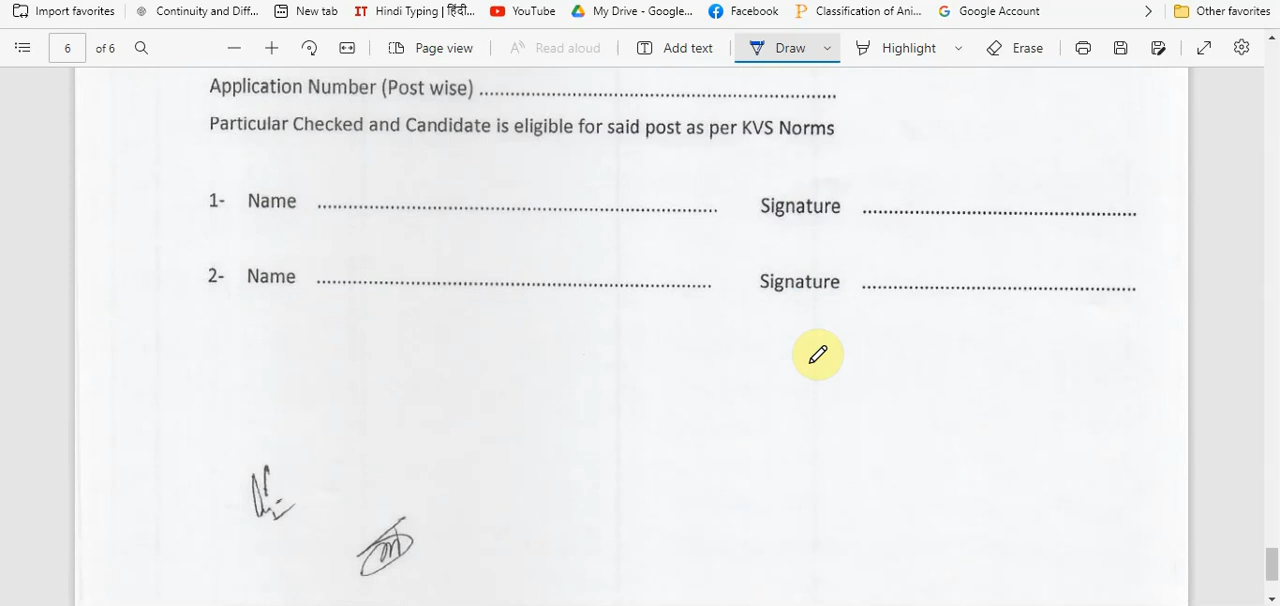 Import favorites Continuity and Diff... New tab IT Hindi Typing | हिंदी... YouTube My Drive - Google... Facebook Classification of Ani... Google Account Other favorites
6 of 6 Page view Read aloud Add text Draw Highlight Erase
Application Number (Post wise) ................................................................
Particular Checked and Candidate is eligible for said post as per KVS Norms
1- Name ................................................................ Signature ................................................
2- Name ................................................................ Signature ................................................